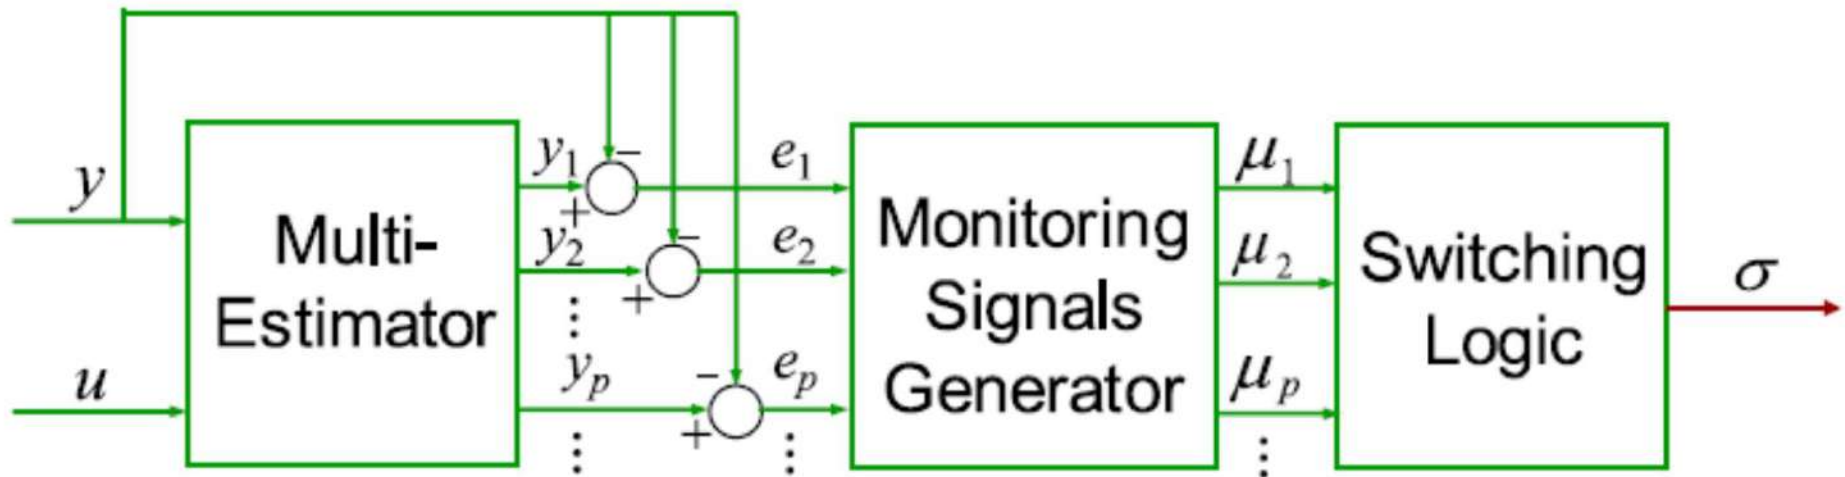 y
u
Multi-
Estimator
y₁
−
+
e₁
y₂
−
+
e₂
⋮
yₚ
−
+
eₚ
⋮
⋮
Monitoring
Signals
Generator
μ₁
μ₂
μₚ
⋮
Switching
Logic
σ